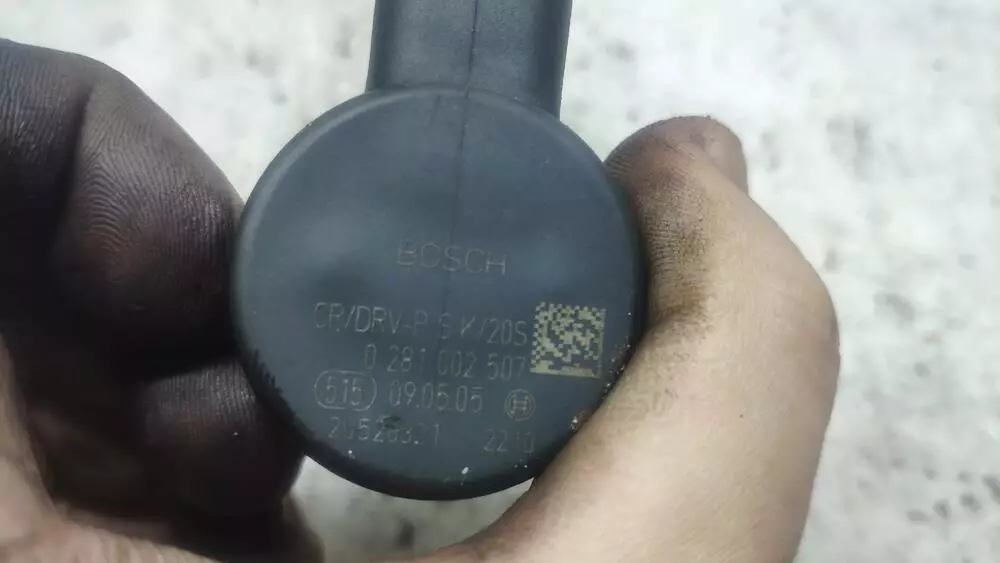 BOSCH
CR/DRV-P S K/20S
0 281 002 507
515 09.05.05